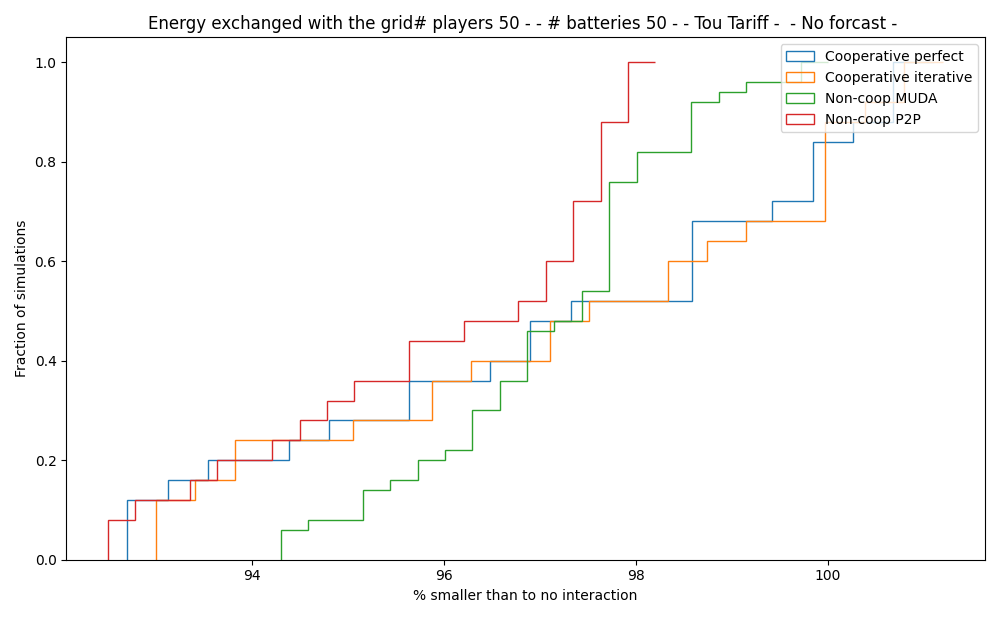 Energy exchanged with the grid# players 50 - - # batteries 50 - - Tou Tariff -  - No forcast -
Cooperative perfect
Cooperative iterative
Non-coop MUDA
Non-coop P2P
Fraction of simulations
1.0
0.8
0.6
0.4
0.2
0.0
94 96 98 100
% smaller than to no interaction